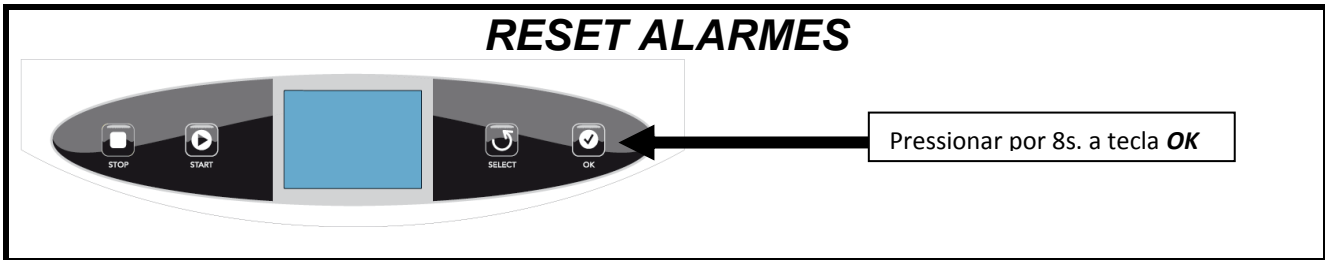 RESET ALARMES
Pressionar por 8s. a tecla OK
STOP START SELECT OK